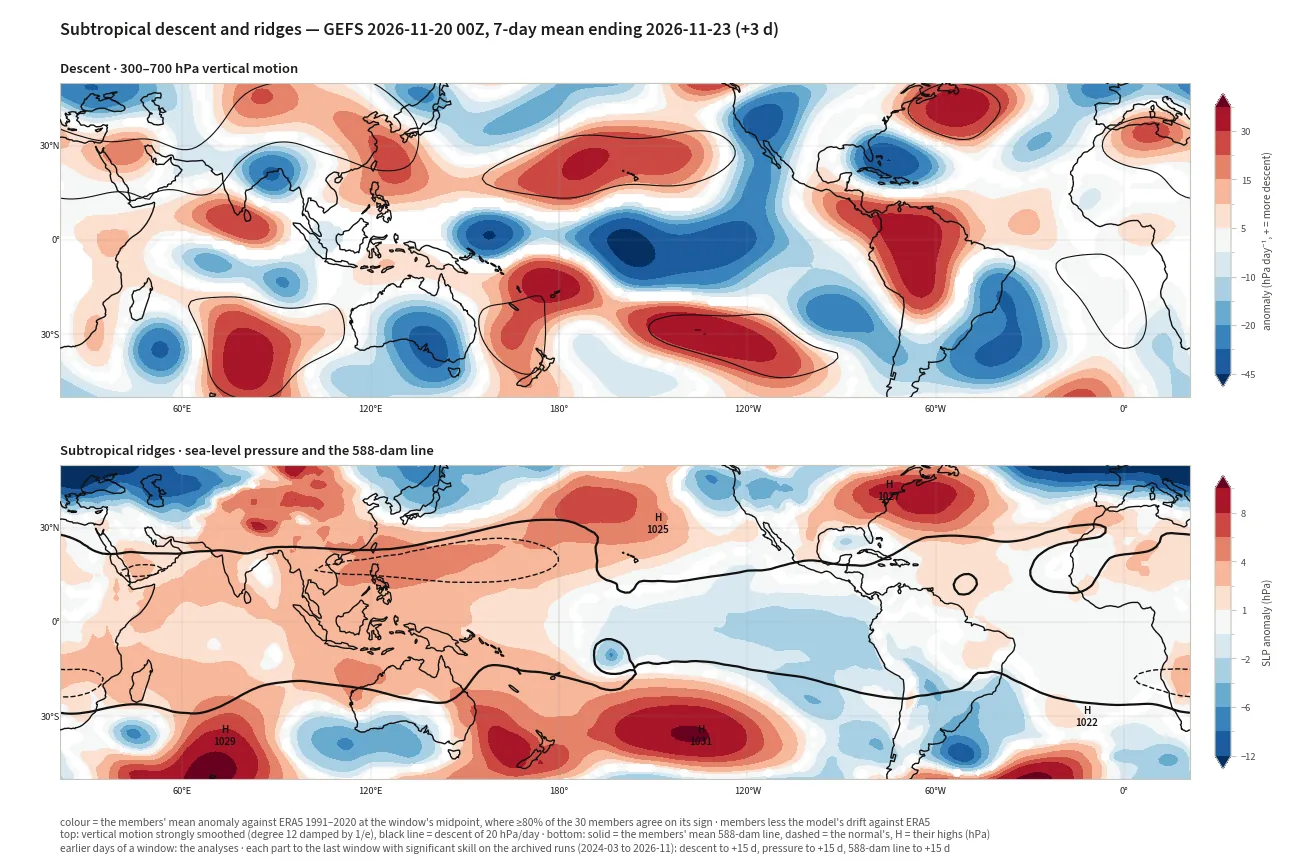 Subtropical descent and ridges — GEFS 2026-11-20 00Z, 7-day mean ending 2026-11-23 (+3 d)
Descent · 300–700 hPa vertical motion
30°N
0°
30°S
60°E
120°E
180°
120°W
60°W
0°
30
15
5
−10
−20
−45
anomaly (hPa day⁻¹, + = more descent)
Subtropical ridges · sea-level pressure and the 588-dam line
30°N
0°
30°S
H
1025
H
1027
H
1029
H
1031
H
1022
60°E
120°E
180°
120°W
60°W
0°
8
4
1
−2
−6
−12
SLP anomaly (hPa)
colour = the members' mean anomaly against ERA5 1991–2020 at the window's midpoint, where ≥80% of the 30 members agree on its sign · members less the model's drift against ERA5
top: vertical motion strongly smoothed (degree 12 damped by 1/e), black line = descent of 20 hPa/day · bottom: solid = the members' mean 588-dam line, dashed = the normal's, H = their highs (hPa)
earlier days of a window: the analyses · each part to the last window with significant skill on the archived runs (2024-03 to 2026-11): descent to +15 d, pressure to +15 d, 588-dam line to +15 d